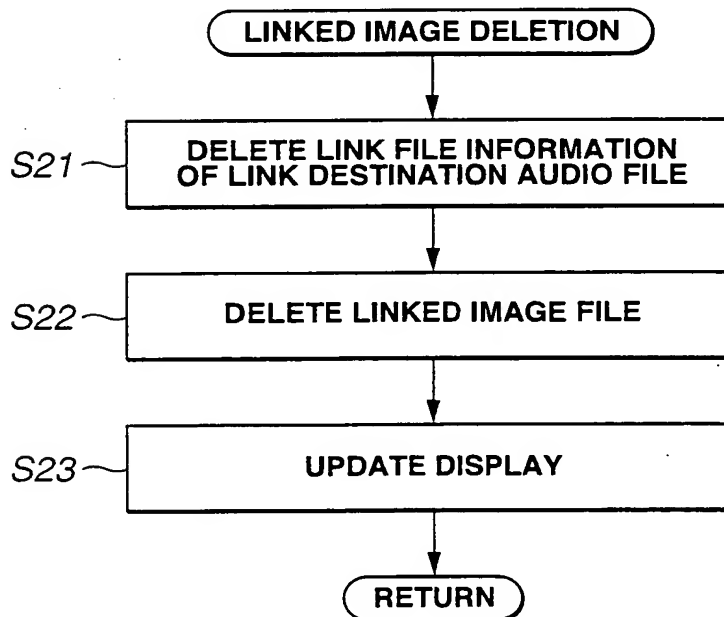 LINKED IMAGE DELETION
S21
DELETE LINK FILE INFORMATION
OF LINK DESTINATION AUDIO FILE
S22
DELETE LINKED IMAGE FILE
S23
UPDATE DISPLAY
RETURN